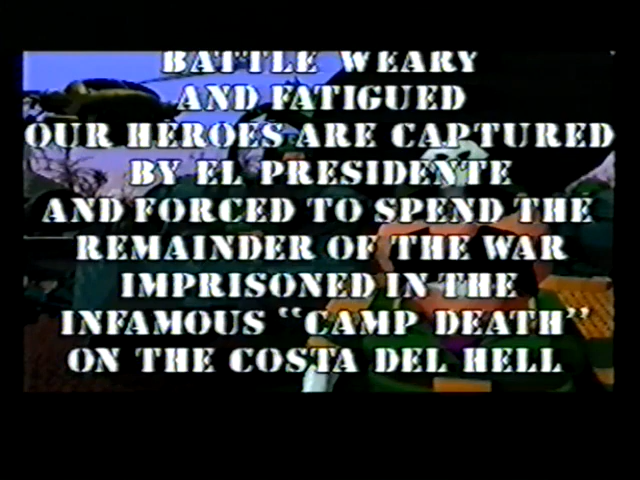 BATTLE WEARY
AND FATIGUED
OUR HEROES ARE CAPTURED
BY EL PRESIDENTE
AND FORCED TO SPEND THE
REMAINDER OF THE WAR
IMPRISONED IN THE
INFAMOUS “CAMP DEATH”
ON THE COSTA DEL HELL